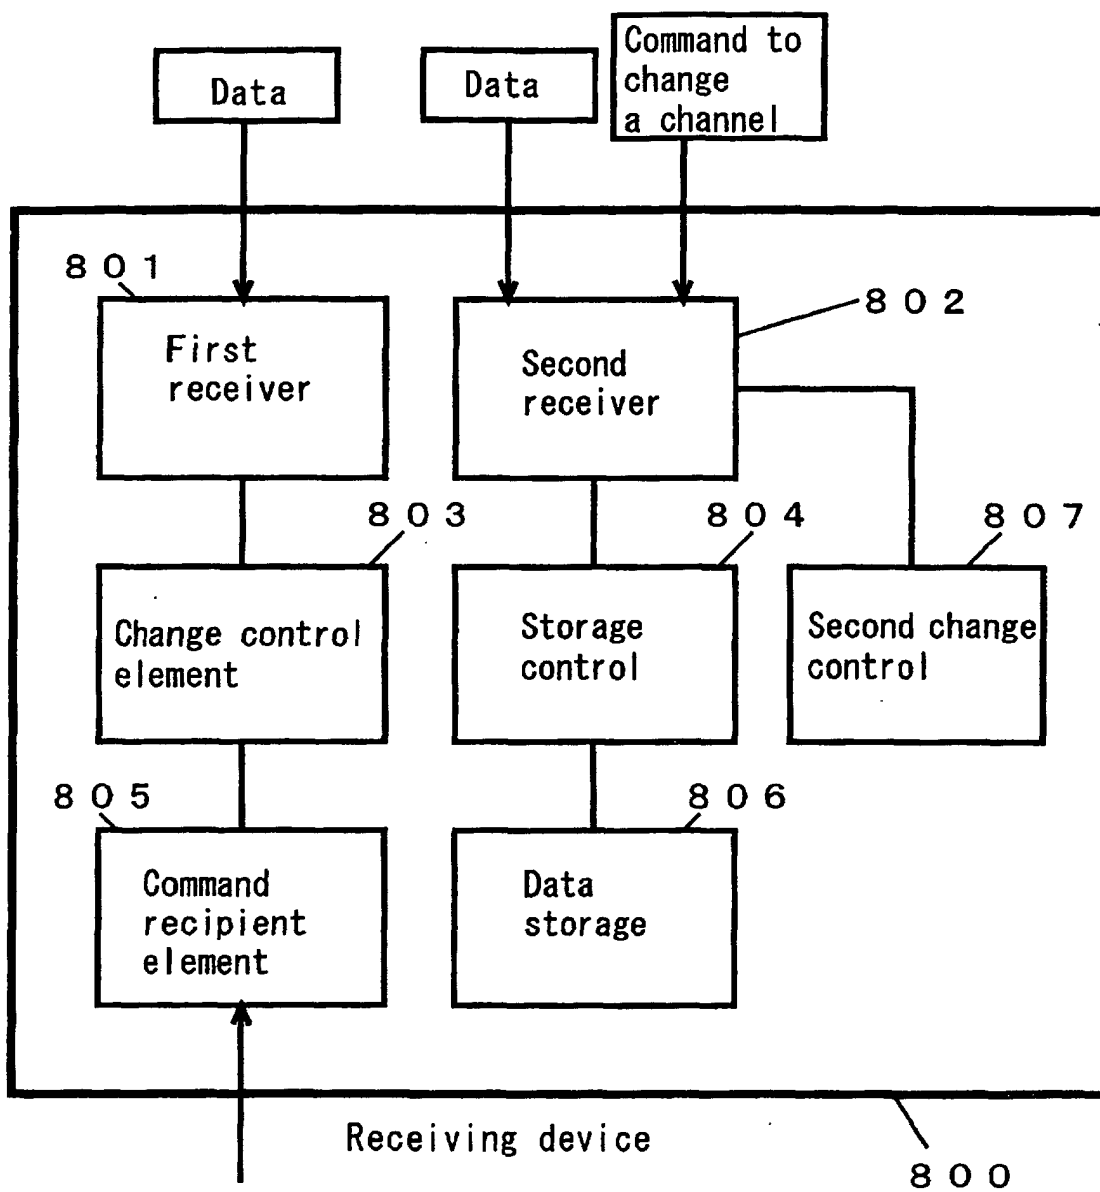 Data
Data
Command to
change
a channel
801
802
First
receiver
Second
receiver
803
804
807
Change control
element
Storage
control
Second change
control
805
806
Command
recipient
element
Data
storage
Receiving device
800